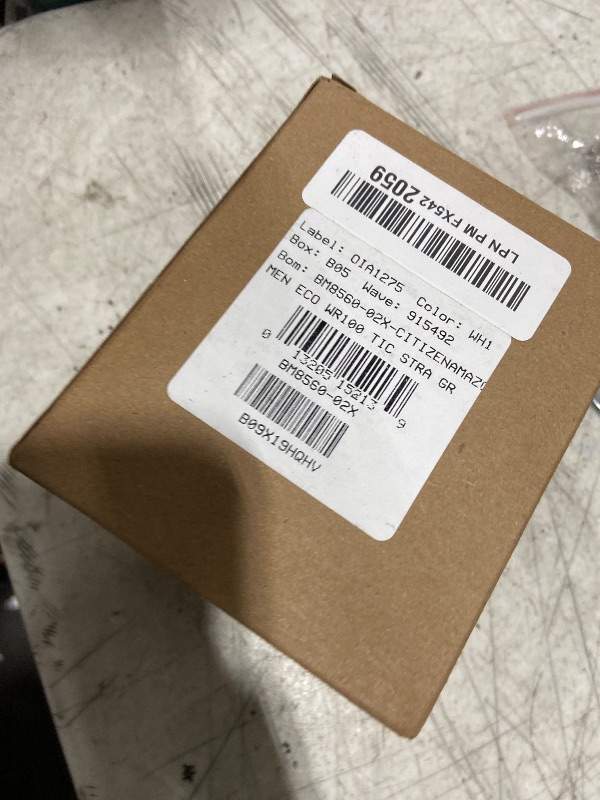 LPN PM FX542 2059
Label: OIA1275 Color: WH1
Box: B05 Wave: 915492
Bom: BM8560-02X-CITIZENAMAZO
MEN ECO WR100 TIC STRA GR
0 13205 15213 9
BM8560-02X
B09X19HQHV